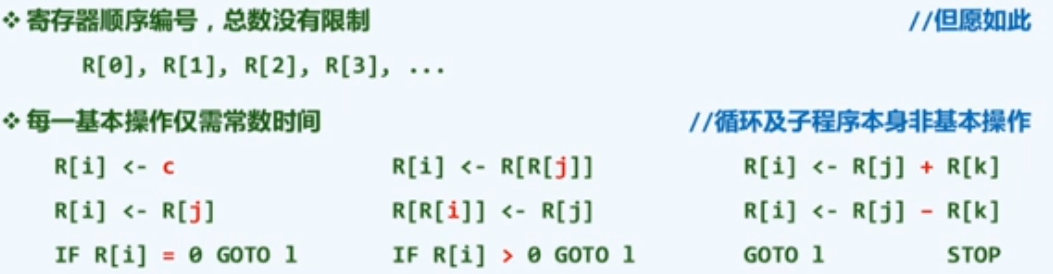 ❖ 寄存器顺序编号，总数没有限制 //但愿如此
R[0], R[1], R[2], R[3], ...
❖ 每一基本操作仅需常数时间 //循环及子程序本身非基本操作
R[i] <- c R[i] <- R[R[j]] R[i] <- R[j] + R[k]
R[i] <- R[j] R[R[i]] <- R[j] R[i] <- R[j] - R[k]
IF R[i] = 0 GOTO l IF R[i] > 0 GOTO l GOTO l STOP